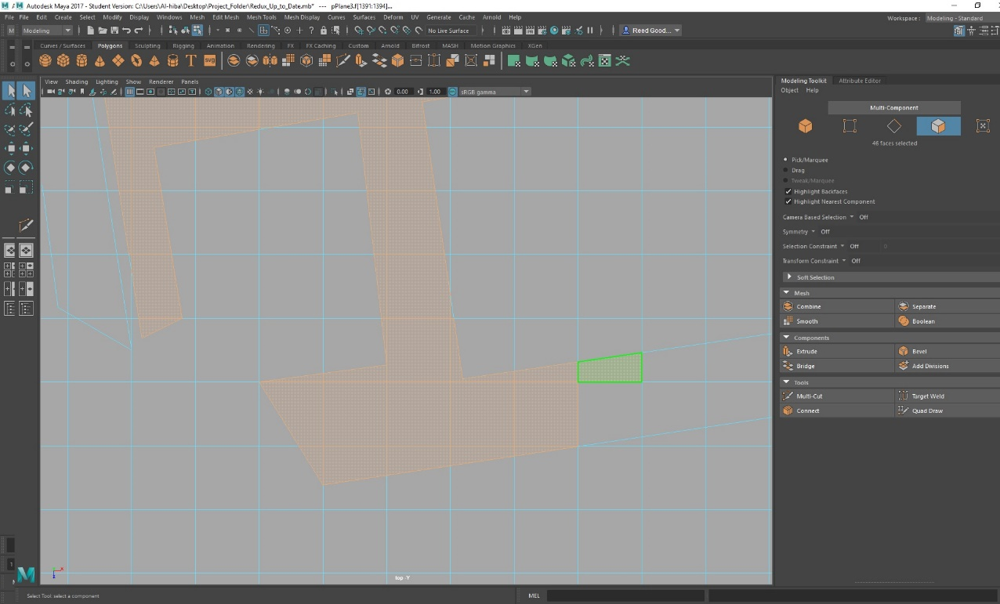 Autodesk Maya 2017 - Student Version: C:\Users\Al-hiba\Desktop\Project_Folder\Redux_Up_to_Date.mb* --- pPlane3.f[1391:1394]...
File File Edit Create Select Modify Display Windows Mesh Edit Mesh Mesh Tools Mesh Display Curves Surfaces Deform UV Generate Cache Arnold Help
Workspace : Modeling - Standard
Modeling No Live Surface Reed Good...
Curves / Surfaces Polygons Sculpting Rigging Animation Rendering FX FX Caching Custom Arnold Bifrost MASH Motion Graphics XGen
T SVG
View Shading Lighting Show Renderer Panels
0.00 1.00 sRGB gamma
Modeling Toolkit Attribute Editor
Object Help
Multi-Component
46 faces selected
Pick/Marquee
Drag
Tweak/Marquee
Highlight Backfaces
Highlight Nearest Component
Camera Based Selection Off
Symmetry Off
Selection Constraint Off 0
Transform Constraint Off
Soft Selection
Mesh
Combine Separate
Smooth Boolean
Components
Extrude Bevel
Bridge Add Divisions
Tools
Multi-Cut Target Weld
Connect Quad Draw
top -Y
Select Tool: select a component
MEL